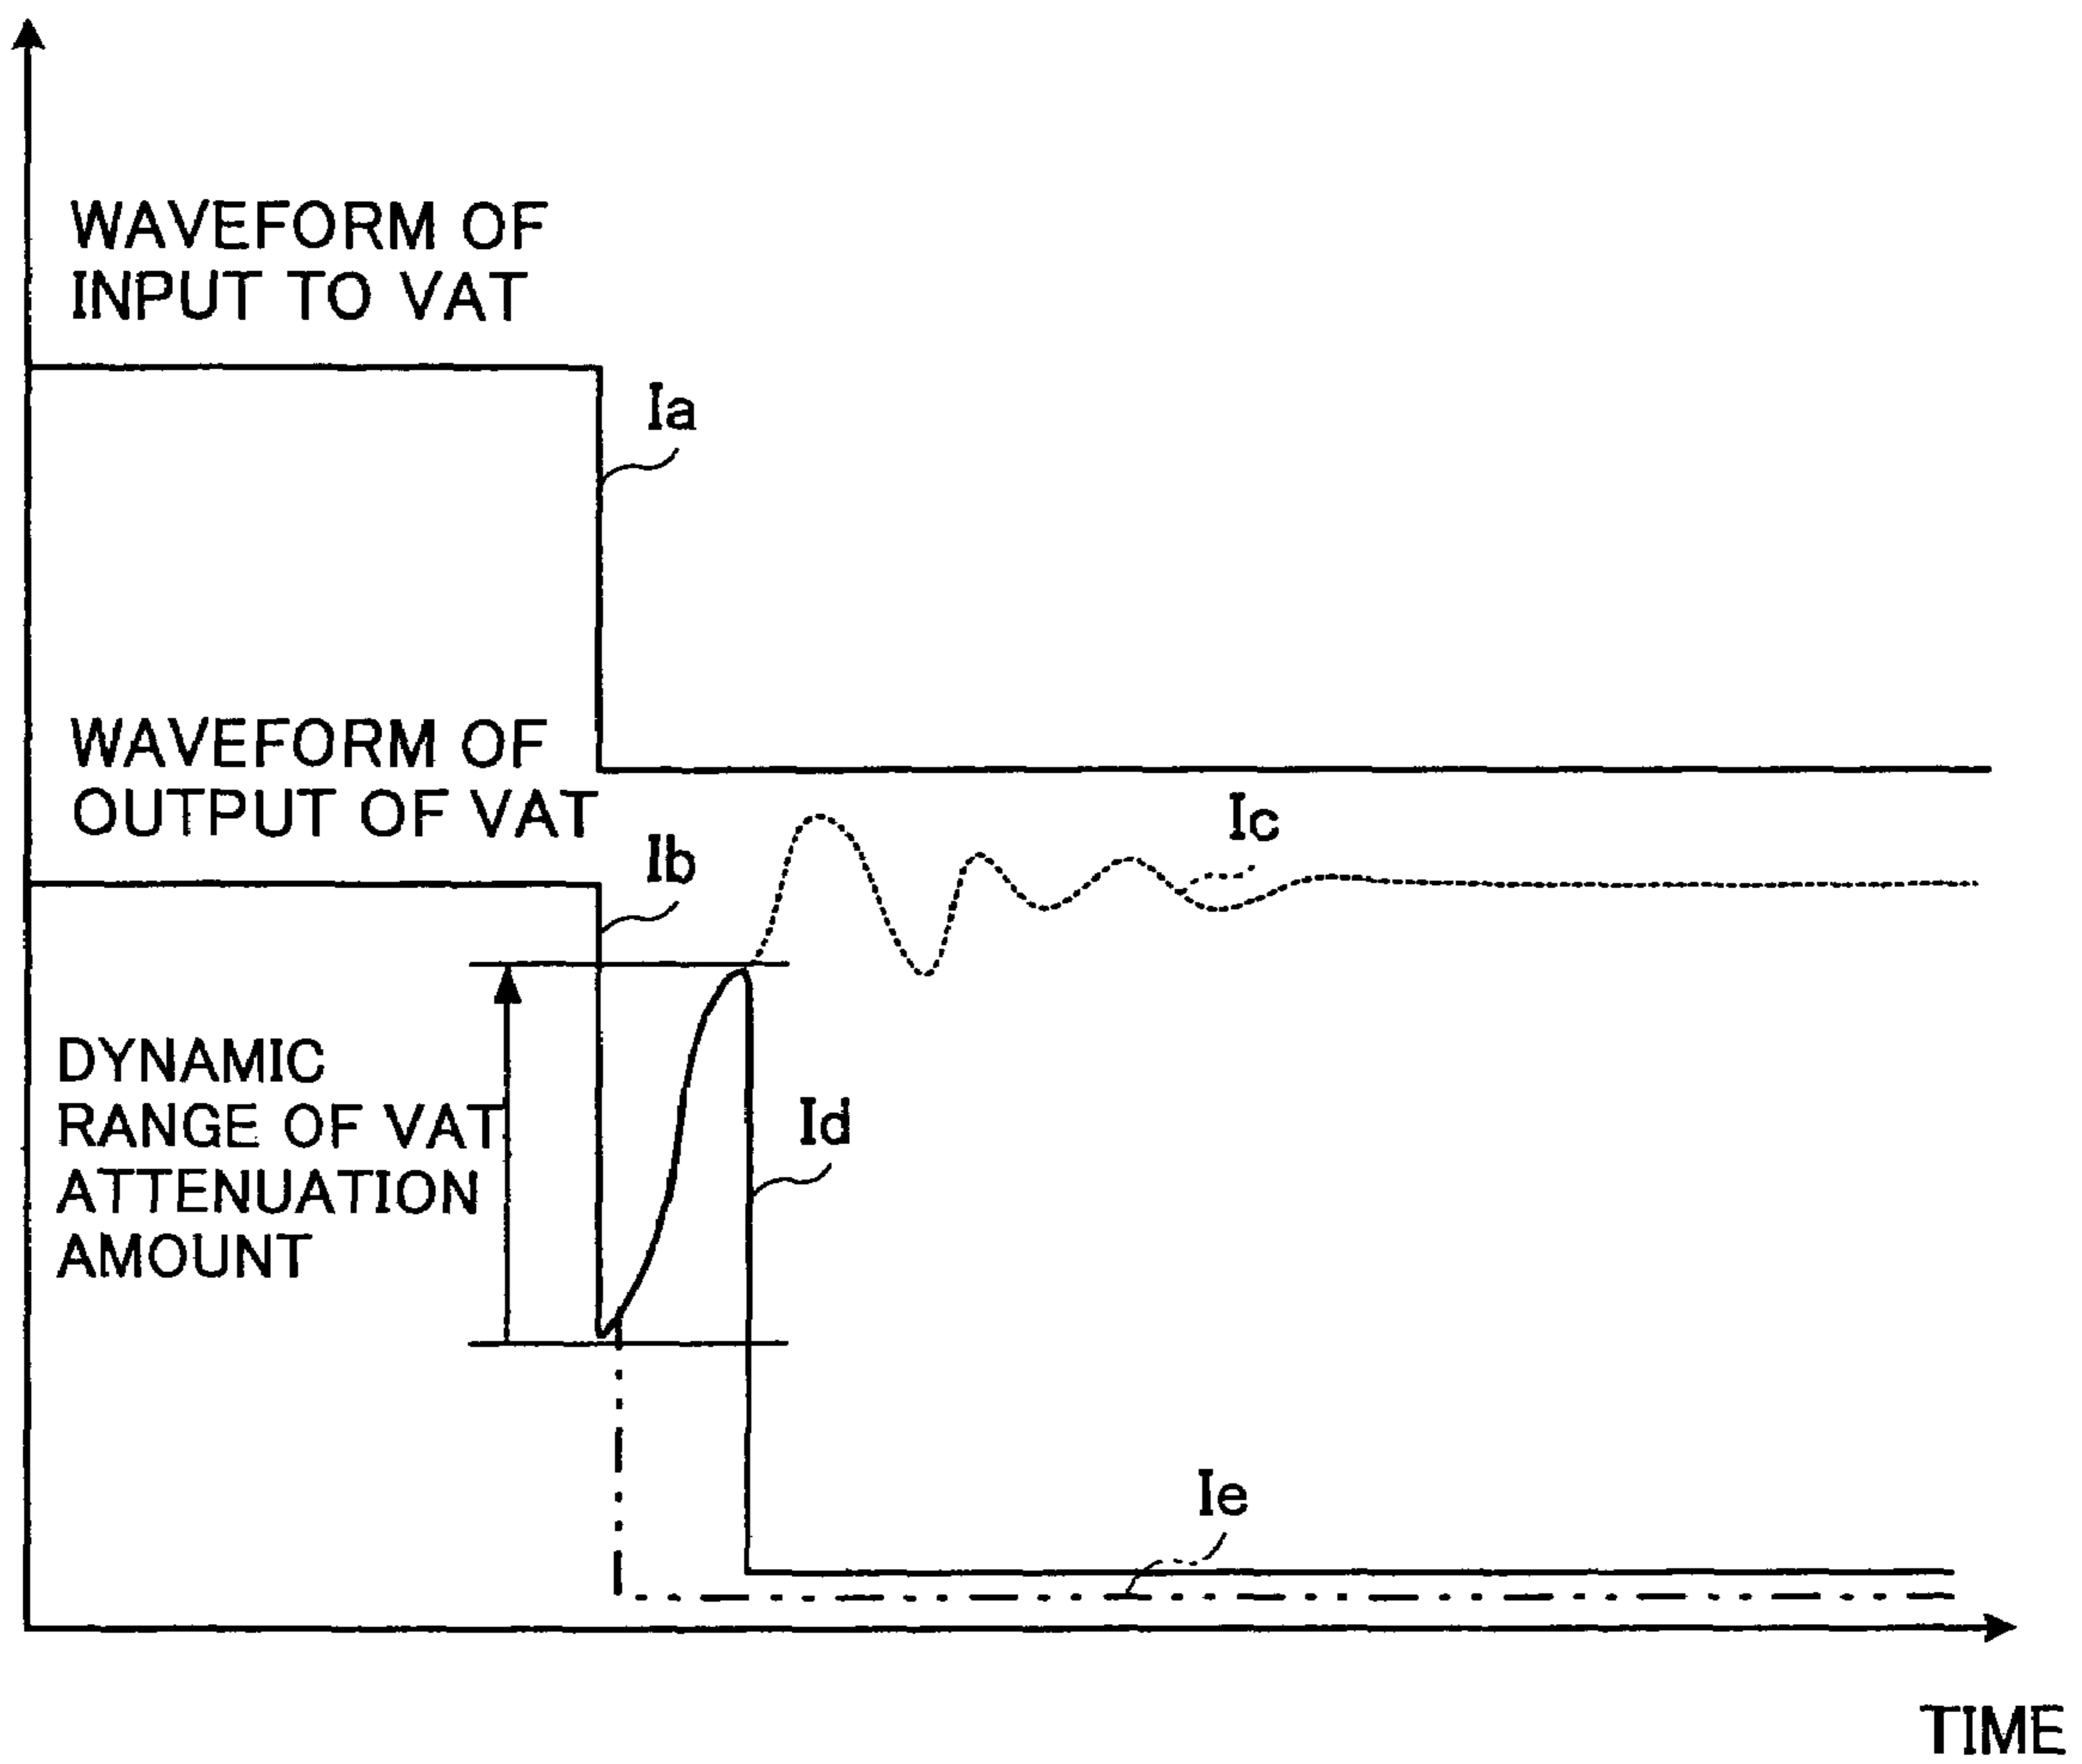 WAVEFORM OF
INPUT TO VAT
Ia
WAVEFORM OF
OUTPUT OF VAT
Ic
Ib
DYNAMIC
RANGE OF VAT
ATTENUATION
AMOUNT
Id
Ie
TIME